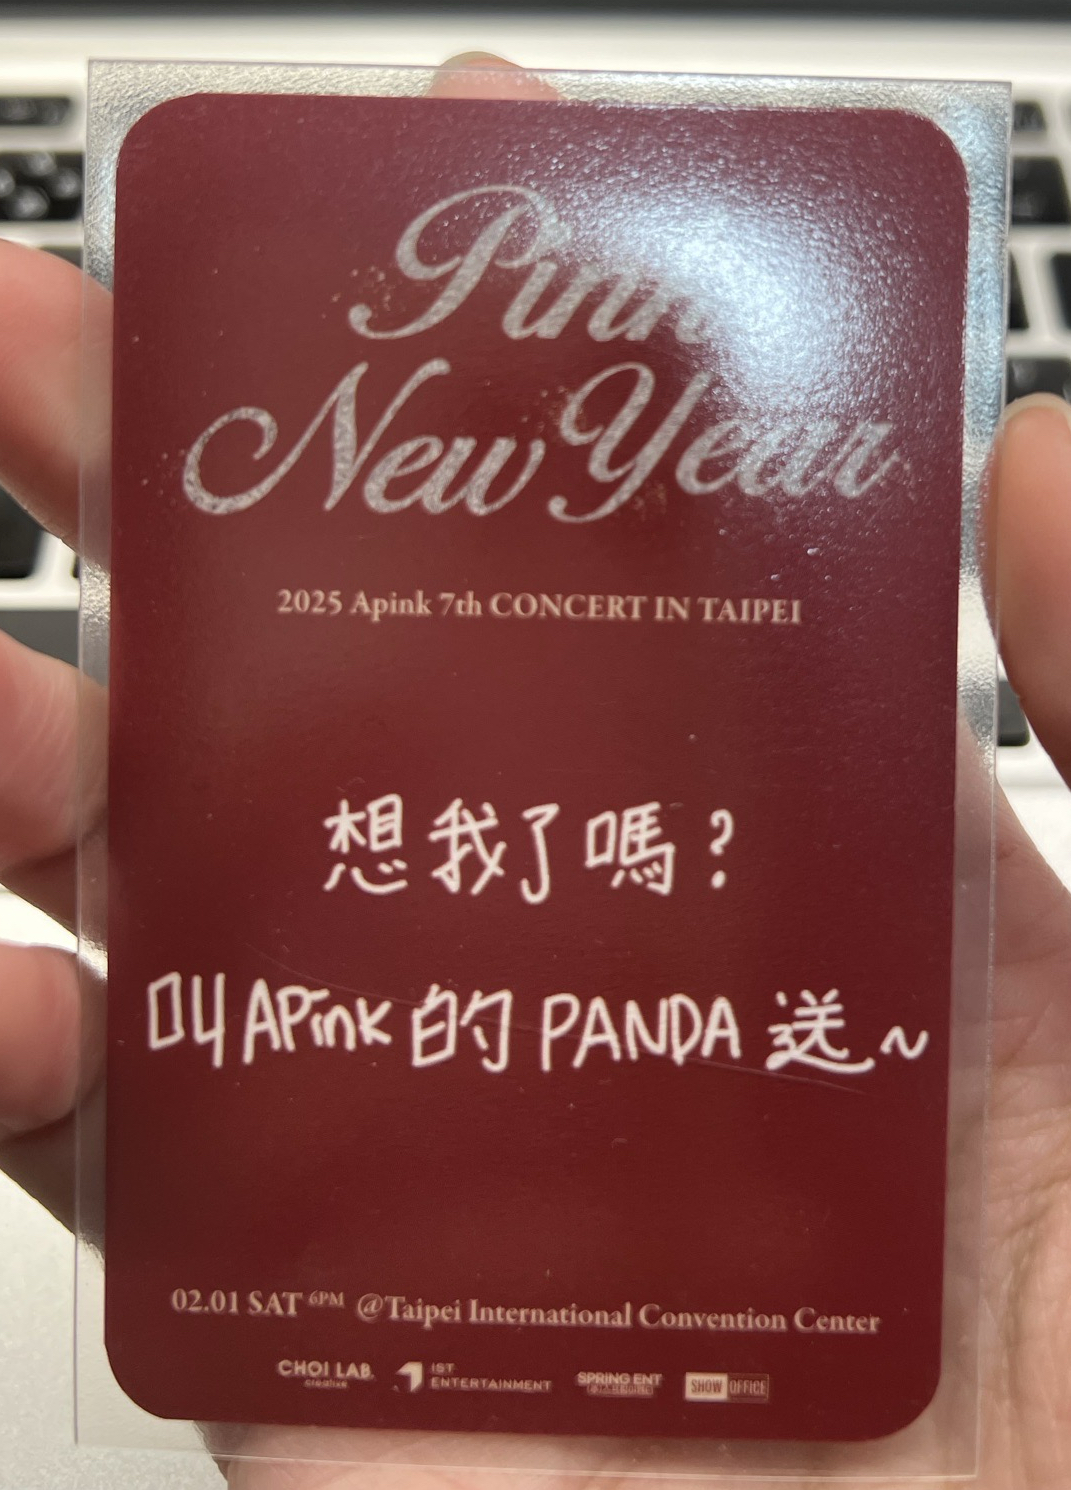 Pink
New Year
2025 Apink 7th CONCERT IN TAIPEI
想我了嗎?
叫APink的PANDA送~
02.01 SAT 6PM @Taipei International Convention Center
CHOI LAB. creative
IST ENTERTAINMENT
SPRING ENT
SHOW OFFICE